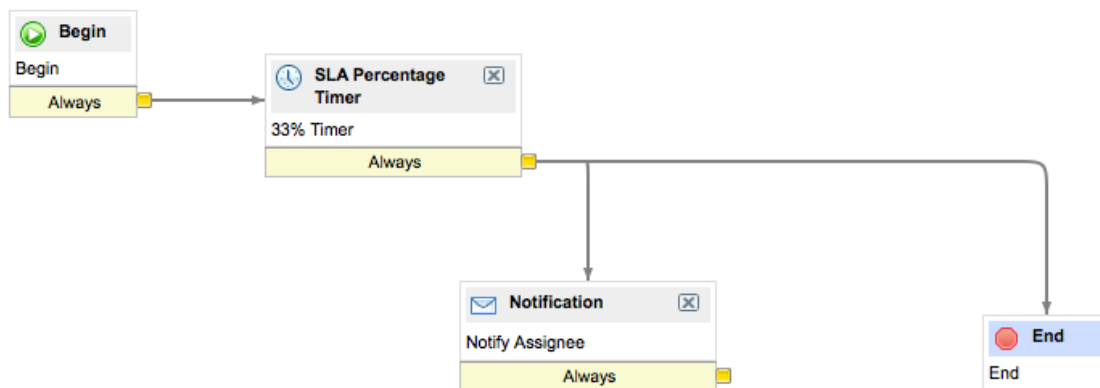 Begin
Begin
Always
SLA Percentage
Timer
33% Timer
Always
Notification
Notify Assignee
Always
End
End